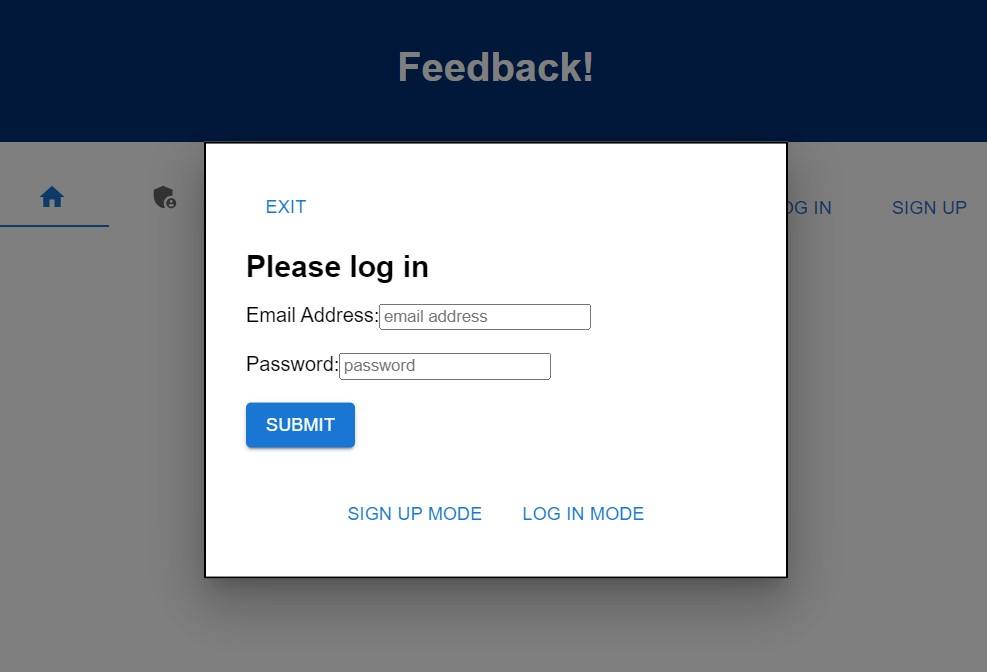 Feedback!
EXIT
OG IN
SIGN UP
Please log in
Email Address: email address
Password: password
SUBMIT
SIGN UP MODE
LOG IN MODE